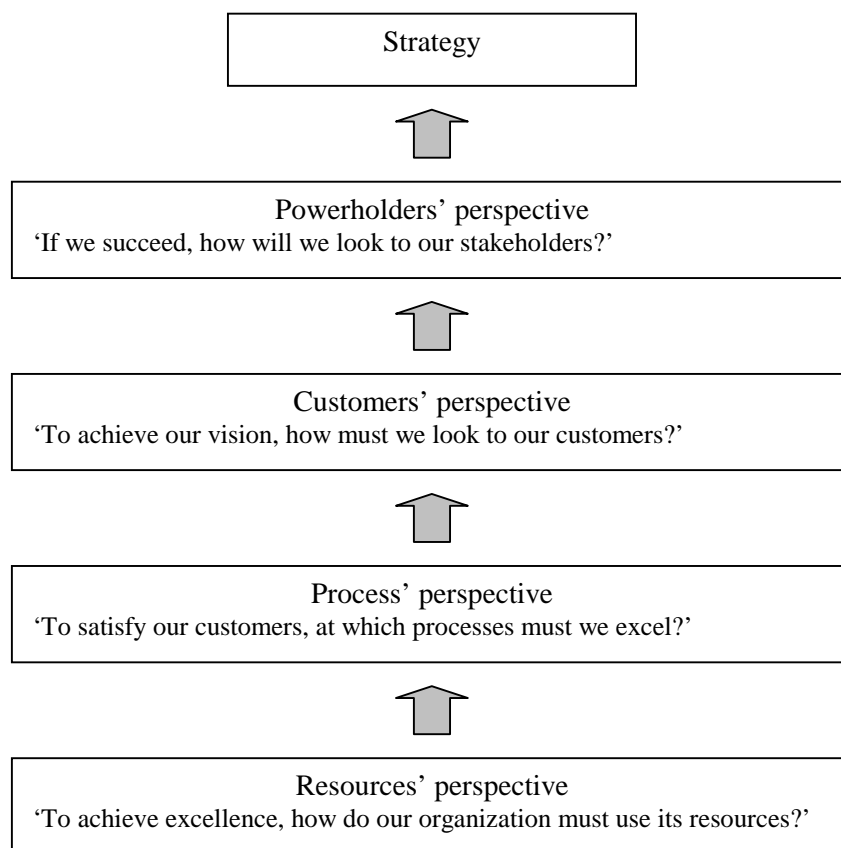 Strategy
Powerholders’ perspective
‘If we succeed, how will we look to our stakeholders?’
Customers’ perspective
‘To achieve our vision, how must we look to our customers?’
Process’ perspective
‘To satisfy our customers, at which processes must we excel?’
Resources’ perspective
‘To achieve excellence, how do our organization must use its resources?’